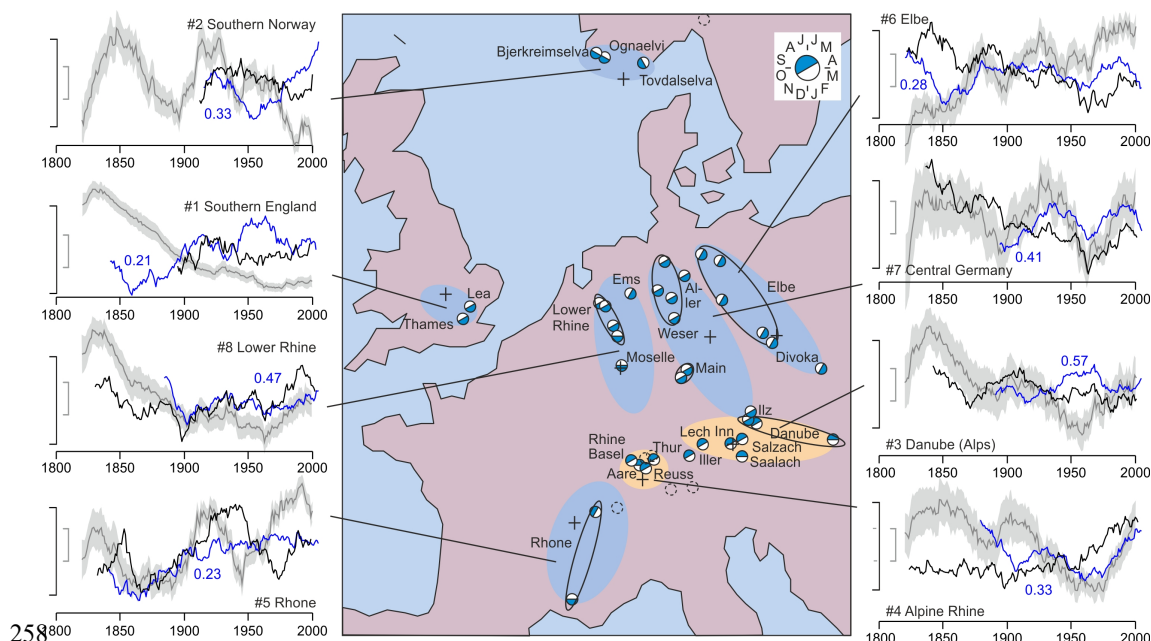 #2 Southern Norway
0.33
1800 1850 1900 1950 2000
#1 Southern England
0.21
1800 1850 1900 1950 2000
#8 Lower Rhine
0.47
1800 1850 1900 1950 2000
0.23
#5 Rhone
258
1800 1850 1900 1950 2000
Bjerkreimselva
Ognaelvi
Tovdalselva
J J
A M
S A
O M
N F
D J
Lea
Thames
Ems
Lower
Rhine
Al-
ler
Elbe
Weser
Divoka
Moselle
Main
Ilz
Lech Inn
Danube
Rhine
Basel
Thur
Salzach
Iller
Saalach
Aare
Reuss
Rhone
#6 Elbe
0.28
1800 1850 1900 1950 2000
0.41
#7 Central Germany
1800 1850 1900 1950 2000
0.57
#3 Danube (Alps)
1800 1850 1900 1950 2000
0.33
#4 Alpine Rhine
1800 1850 1900 1950 2000